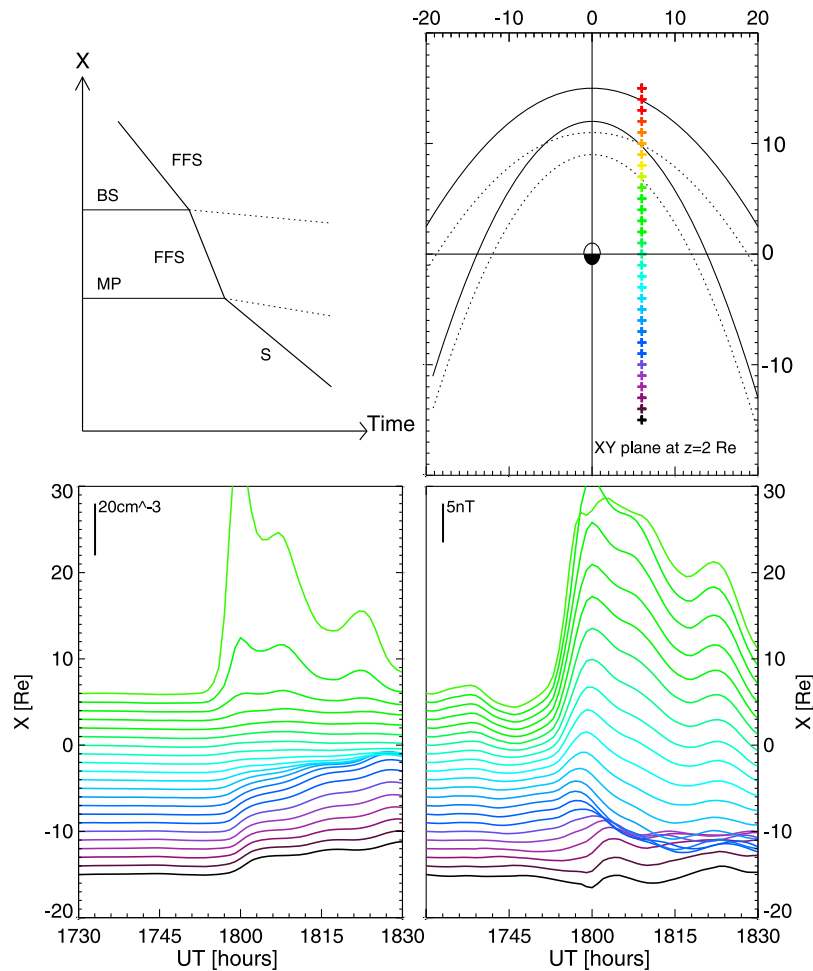 X
FFS
BS
FFS
MP
S
Time
-20 -10 0 10 20
10
0
-10
XY plane at z=2 Re
30
20
10
0
-10
-20
X [Re]
20cm^-3
1730 1745 1800 1815 1830
UT [hours]
5nT
30
20
10
0
-10
-20
X [Re]
1745 1800 1815 1830
UT [hours]